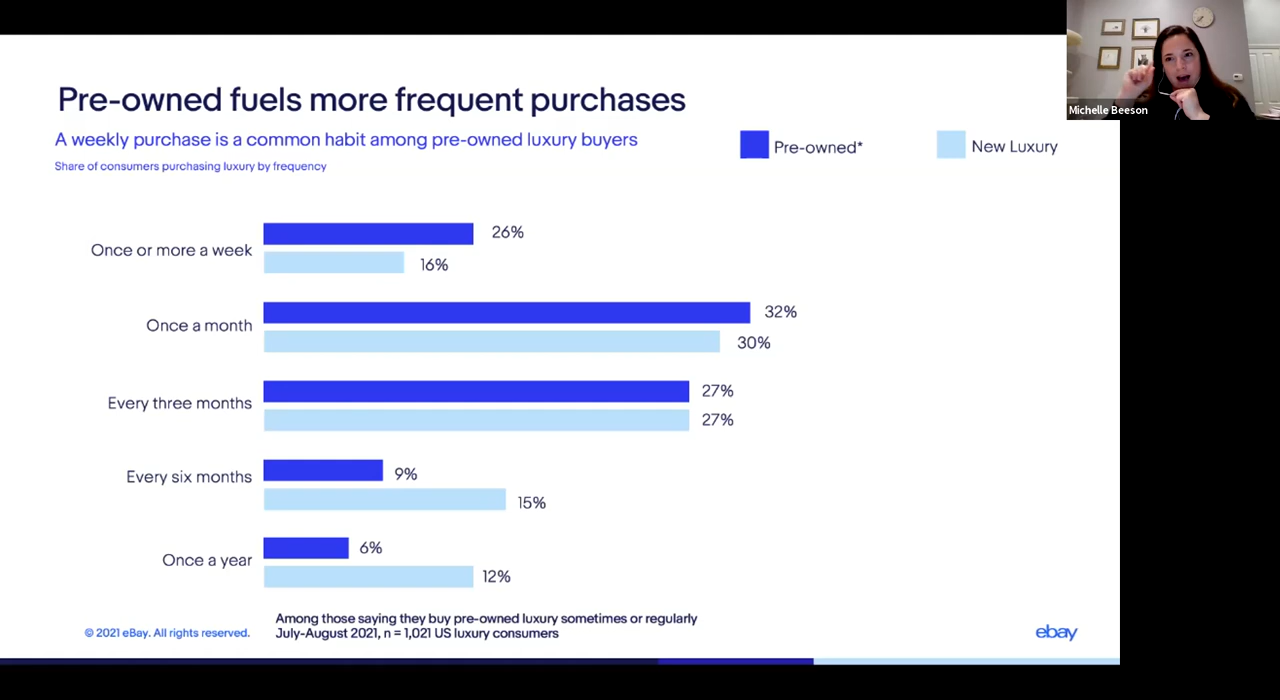 Pre-owned fuels more frequent purchases
A weekly purchase is a common habit among pre-owned luxury buyers
Share of consumers purchasing luxury by frequency
Pre-owned*
New Luxury
Michelle Beeson
Once or more a week
26%
16%
Once a month
32%
30%
Every three months
27%
27%
Every six months
9%
15%
Once a year
6%
12%
Among those saying they buy pre-owned luxury sometimes or regularly
July-August 2021, n = 1,021 US luxury consumers
© 2021 eBay. All rights reserved.
ebay